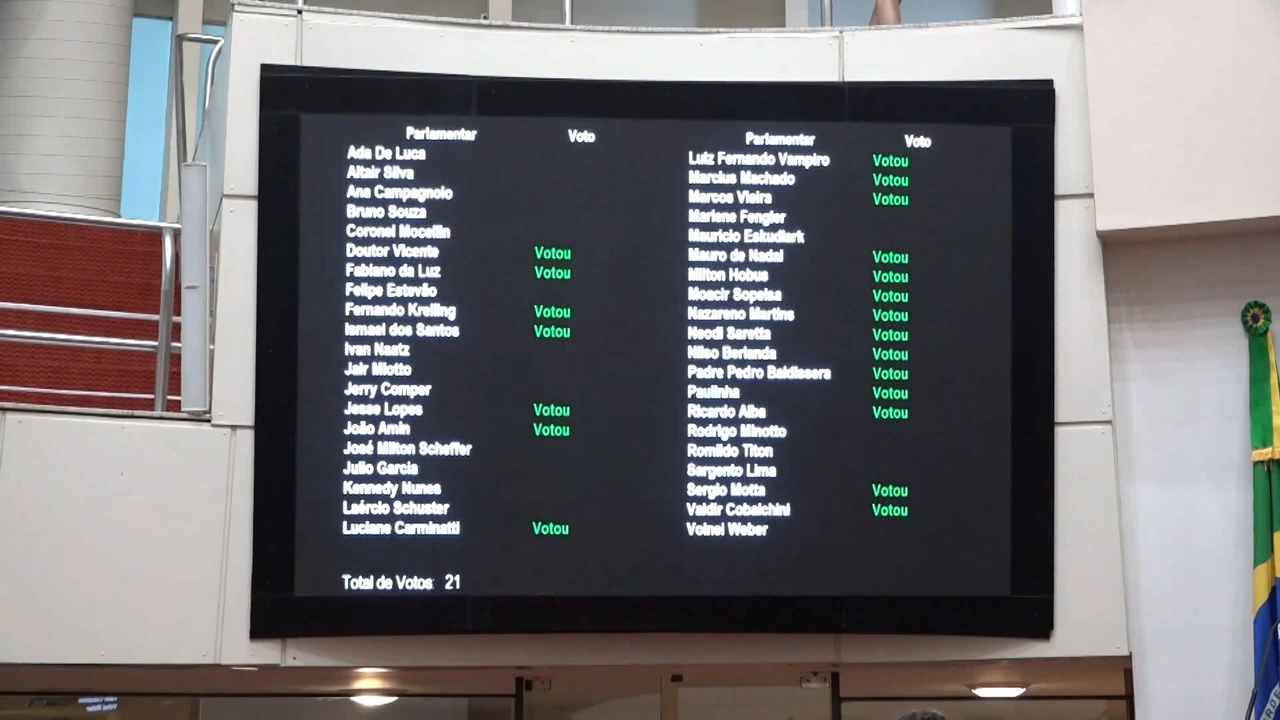 Parlamentar Voto
Ada De Luca
Altair Silva
Ana Campagnolo
Bruno Souza
Coronel Mocellin
Doutor Vicente Votou
Fabiano da Luz Votou
Felipe Estevão
Fernando Krelling Votou
Ismael dos Santos Votou
Ivan Naatz
Jair Miotto
Jerry Comper
Jesse Lopes Votou
João Amin Votou
José Milton Scheffer
Julio Garcia
Kennedy Nunes
Laércio Schuster
Luciane Carminatti Votou
Total de Votos: 21
Parlamentar Voto
Luiz Fernando Vampiro Votou
Marcius Machado Votou
Marcos Vieira Votou
Marlene Fengler
Mauricio Eskudlark
Mauro de Nadal Votou
Milton Hobus Votou
Moacir Sopelsa Votou
Nazareno Martins Votou
Neodi Saretta Votou
Nilso Berlanda Votou
Padre Pedro Baldissera Votou
Paulinha Votou
Ricardo Alba Votou
Rodrigo Minotto
Romildo Titon
Sargento Lima
Sergio Motta Votou
Valdir Cobalchini Votou
Volnei Weber